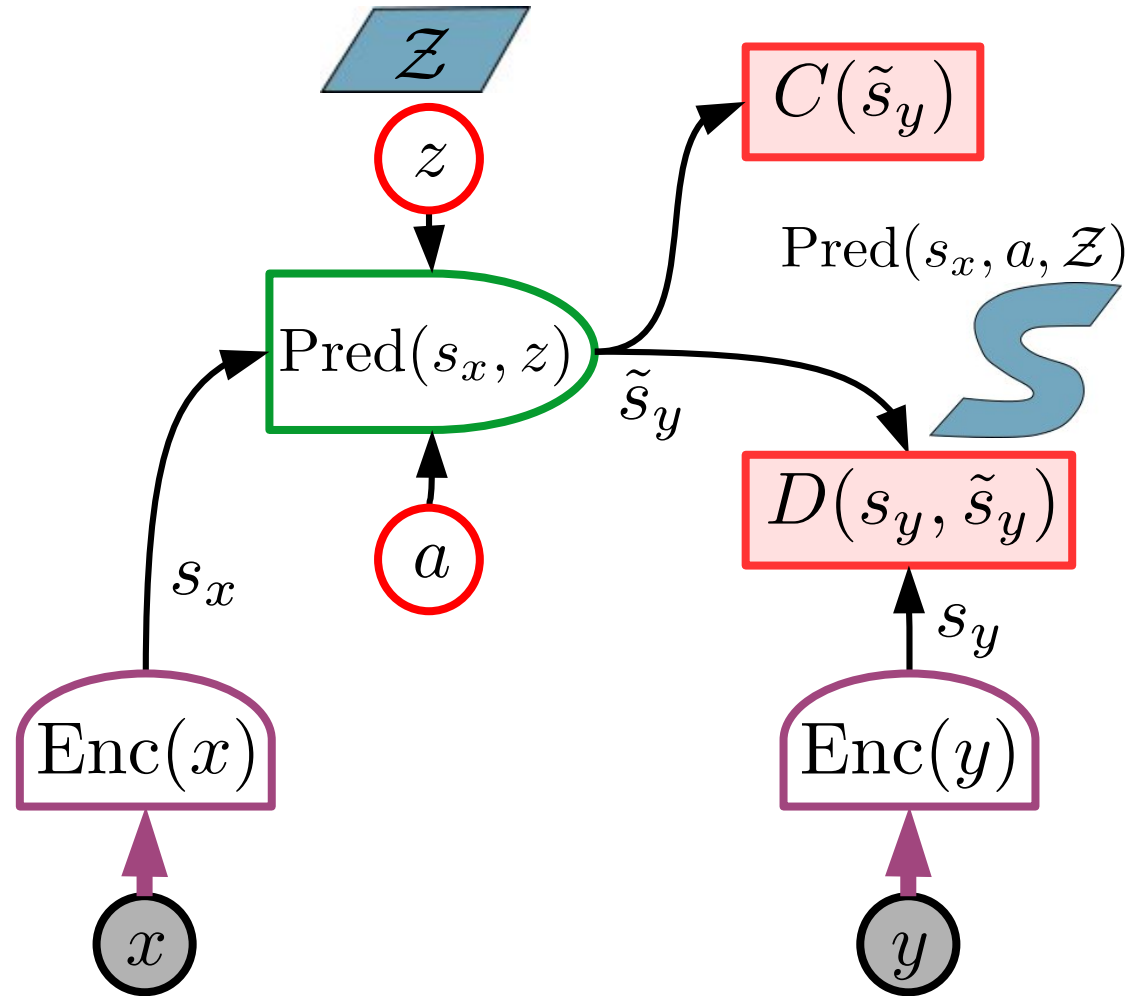 𝒵
z
C(s̃_y)
Pred(s_x, a, 𝒵)
Pred(s_x, z)
s̃_y
D(s_y, s̃_y)
a
s_x
s_y
Enc(x)
Enc(y)
x
y